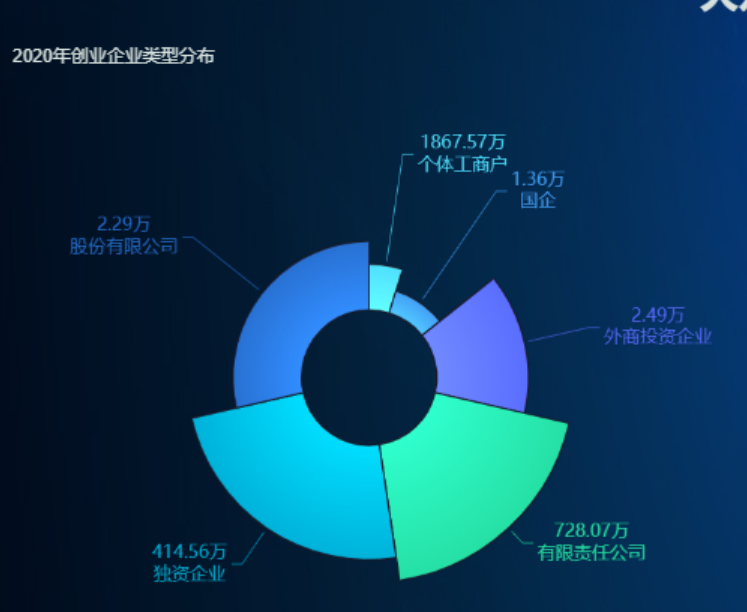 2020年创业企业类型分布
1867.57万
个体工商户
1.36万
国企
2.29万
股份有限公司
2.49万
外商投资企业
728.07万
有限责任公司
414.56万
独资企业